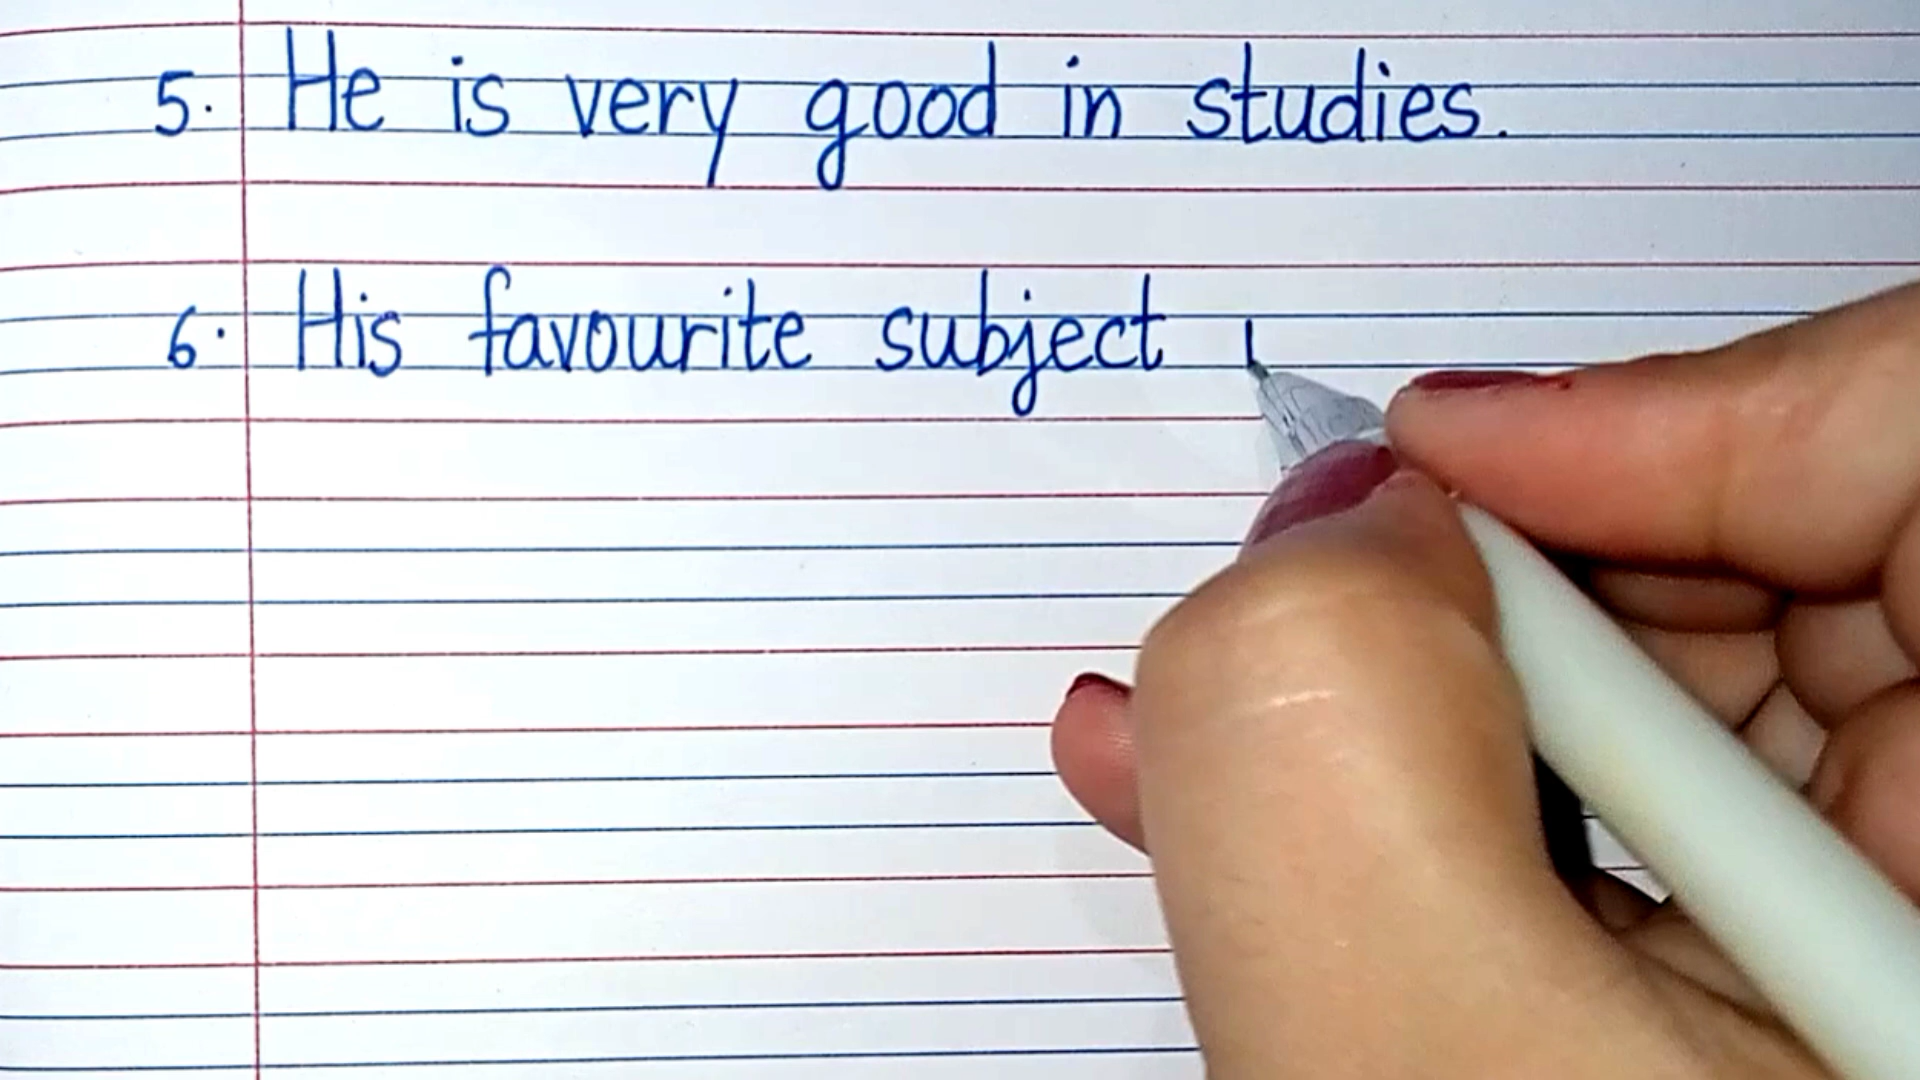 5. He is very good in studies.
6. His favourite subject